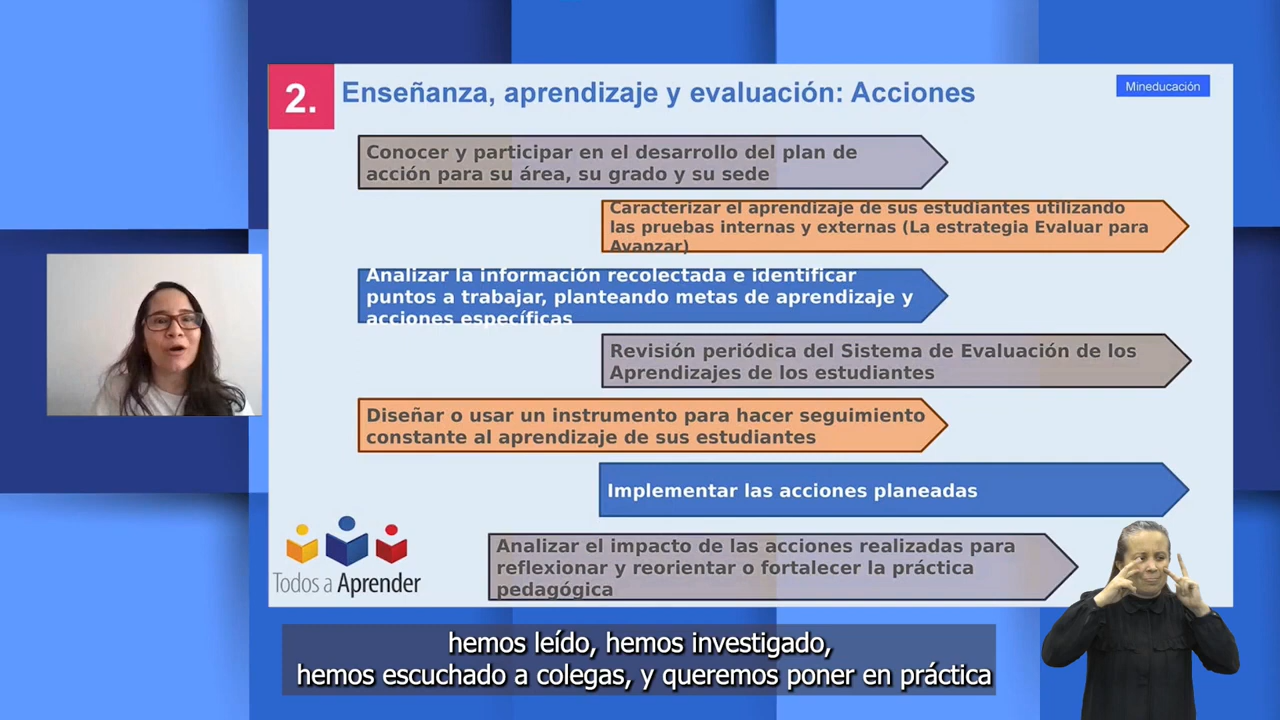 2.
Enseñanza, aprendizaje y evaluación: Acciones
Mineducación
Conocer y participar en el desarrollo del plan de
acción para su área, su grado y su sede
Caracterizar el aprendizaje de sus estudiantes utilizando
las pruebas internas y externas (La estrategia Evaluar para
Avanzar)
Analizar la información recolectada e identificar
puntos a trabajar, planteando metas de aprendizaje y
acciones específicas
Revisión periódica del Sistema de Evaluación de los
Aprendizajes de los estudiantes
Diseñar o usar un instrumento para hacer seguimiento
constante al aprendizaje de sus estudiantes
Implementar las acciones planeadas
Analizar el impacto de las acciones realizadas para
reflexionar y reorientar o fortalecer la práctica
pedagógica
Todos a Aprender
hemos leído, hemos investigado,
hemos escuchado a colegas, y queremos poner en práctica